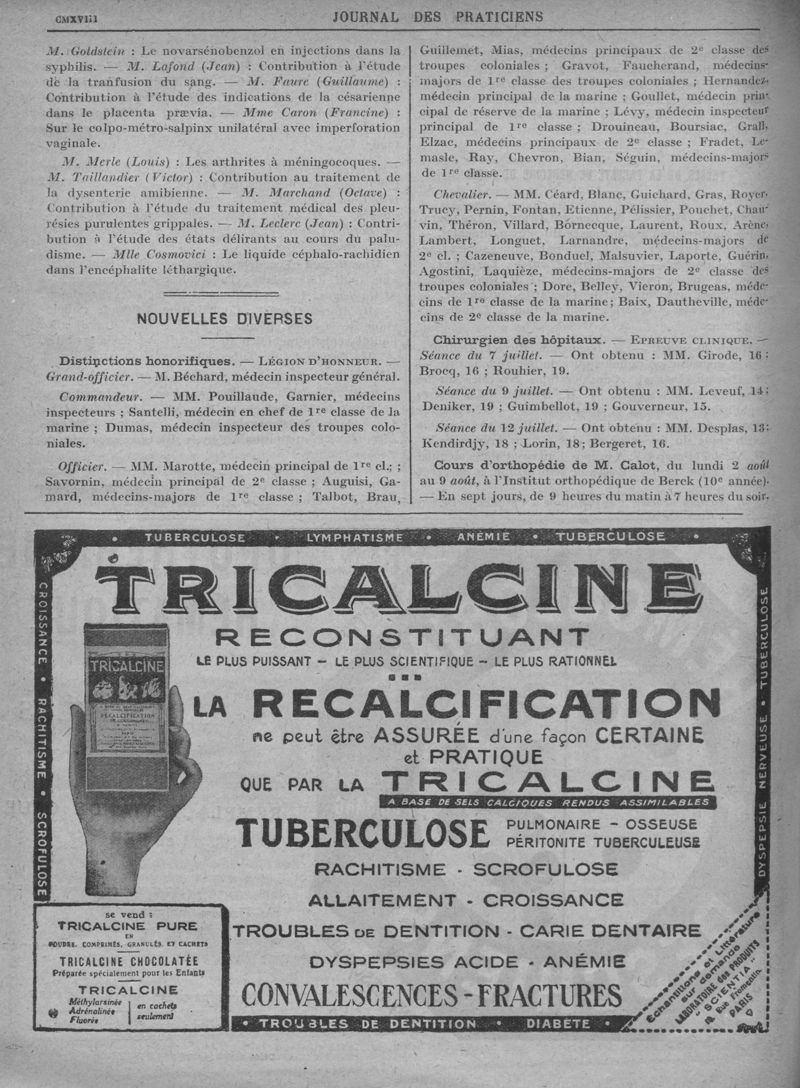 CMXVIII
JOURNAL DES PRATICIENS
M. Goldstein : Le novarsénobenzol en injections dans la
syphilis. — M. Lafond (Jean) : Contribution à l'étude
de la tranfusion du sang. — M. Faure (Guillaume) :
Contribution à l'étude des indications de la césarienne
dans le placenta prævia. — Mme Caron (Francine) :
Sur le colpo-métro-salpinx unilatéral avec imperforation
vaginale.
M. Merle (Louis) : Les arthrites à méningocoques. —
M. Taillandier (Victor) : Contribution au traitement de
la dysenterie amibienne. — M. Marchand (Octave) :
Contribution à l'étude du traitement médical des pleu-
résies purulentes grippales. — M. Leclerc (Jean) : Contri-
bution à l'étude des états délirants au cours du palu-
disme. — Mlle Cosmovici : Le liquide céphalo-rachidien
dans l'encéphalite léthargique.
NOUVELLES DIVERSES
Distinctions honorifiques. — LÉGION D'HONNEUR. —
Grand-officier. — M. Béchard, médecin inspecteur général.
Commandeur. — MM. Pouillaude, Garnier, médecins
inspecteurs ; Santelli, médecin en chef de 1re classe de la
marine ; Dumas, médecin inspecteur des troupes colo-
niales.
Officier. — MM. Marotte, médecin principal de 1re cl.; ;
Savornin, médecin principal de 2e classe ; Auguisi, Ga-
mard, médecins-majors de 1re classe ; Talbot, Brau,
Guillemet, Mias, médecins principaux de 2e classe des
troupes coloniales ; Gravot, Faucherand, médecins-
majors de 1re classe des troupes coloniales ; Hernandez,
médecin principal de la marine ; Goullet, médecin prin-
cipal de réserve de la marine ; Lévy, médecin inspecteur
principal de 1re classe ; Drouineau, Boursiac, Grall,
Elzac, médecins principaux de 2e classe ; Fradet, Le-
masle, Ray, Chevron, Bian, Séguin, médecins-majors
de 1re classe.
Chevalier. — MM. Céard, Blanc, Guichard, Gras, Royer,
Trucy, Pernin, Fontan, Etienne, Pélissier, Pouchet, Chau-
vin, Théron, Villard, Bornecque, Laurent, Roux, Arène,
Lambert, Longuet, Larnandre, médecins-majors de
2e cl. ; Cazeneuve, Bonduel, Malsuvier, Laporte, Guérin,
Agostini, Laquièze, médecins-majors de 2e classe des
troupes coloniales ; Dore, Belley, Vieron, Brugeas, méde-
cins de 1re classe de la marine ; Baix, Dautheville, méde-
cins de 2e classe de la marine.
Chirurgien des hôpitaux. — EPREUVE CLINIQUE. —
Séance du 7 juillet. — Ont obtenu : MM. Girode, 16 ;
Brocq, 16 ; Rouhier, 19.
Séance du 9 juillet. — Ont obtenu : MM. Leveuf, 14 ;
Deniker, 19 ; Guimbellot, 19 ; Gouverneur, 15.
Séance du 12 juillet. — Ont obtenu : MM. Desplas, 13 ;
Kendirdjy, 18 ; Lorin, 18 ; Bergeret, 16.
Cours d'orthopédie de M. Calot, du lundi 2 août
au 9 août, à l'Institut orthopédique de Berck (10e année).
— En sept jours, de 9 heures du matin à 7 heures du soir,
TUBERCULOSE • LYMPHATISME • ANÉMIE • TUBERCULOSE
CROISSANCE • RACHITISME • SCROFULOSE
DYSPEPSIE NERVEUSE • TUBERCULOSE
TRICALCINE
RECONSTITUANT
LE PLUS PUISSANT — LE PLUS SCIENTIFIQUE — LE PLUS RATIONNEL
TRICALCINE
RECALCIFICATION
LA RECALCIFICATION
ne peut être ASSURÉE d'une façon CERTAINE
et PRATIQUE
QUE PAR LA TRICALCINE
A BASE DE SELS CALCIQUES RENDUS ASSIMILABLES
TUBERCULOSE PULMONAIRE - OSSEUSE
PÉRITONITE TUBERCULEUSE
RACHITISME - SCROFULOSE
ALLAITEMENT - CROISSANCE
TROUBLES DE DENTITION - CARIE DENTAIRE
DYSPEPSIES ACIDE - ANÉMIE
CONVALESCENCES - FRACTURES
se vend :
TRICALCINE PURE
EN
POUDRE, COMPRIMÉS, GRANULÉS, ET CACHETS
TRICALCINE CHOCOLATÉE
Préparée spécialement pour les Enfants
TRICALCINE
Méthylarsinée
Adrénalinée
Fluorée
en cachets
seulement
Echantillons et Littérature
sur demande
LABORATOIRE DES PRODUITS
" SCIENTIA "
Rue Fromentin
PARIS
• TROUBLES DE DENTITION • DIABÈTE •